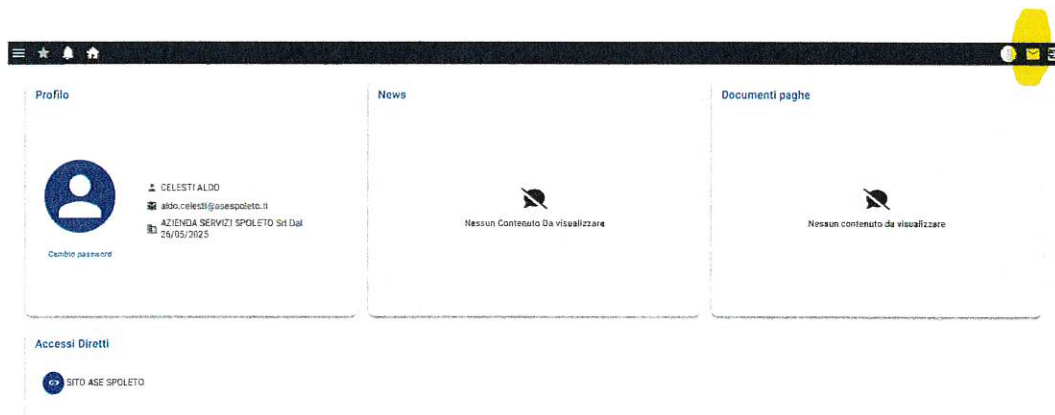 Profilo
CELESTI ALDO
aldo.celesti@asespoleto.it
AZIENDA SERVIZI SPOLETO Srl Dal
26/05/2025
Cambio password
News
Nessun Contenuto Da visualizzare
Documenti paghe
Nessun contenuto da visualizzare
Accessi Diretti
SITO ASE SPOLETO